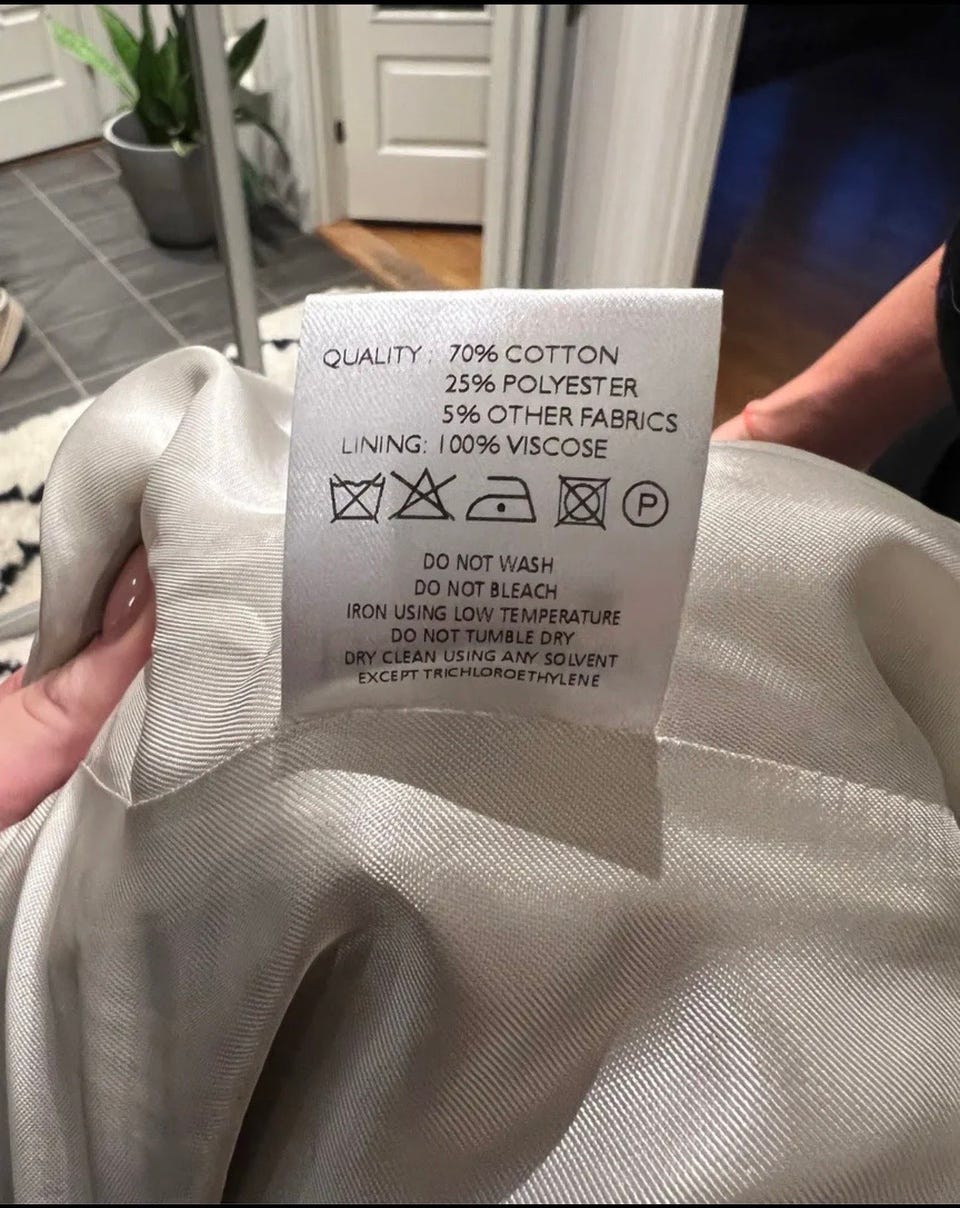 QUALITY : 70% COTTON
25% POLYESTER
5% OTHER FABRICS
LINING: 100% VISCOSE
P
DO NOT WASH
DO NOT BLEACH
IRON USING LOW TEMPERATURE
DO NOT TUMBLE DRY
DRY CLEAN USING ANY SOLVENT
EXCEPT TRICHLOROETHYLENE